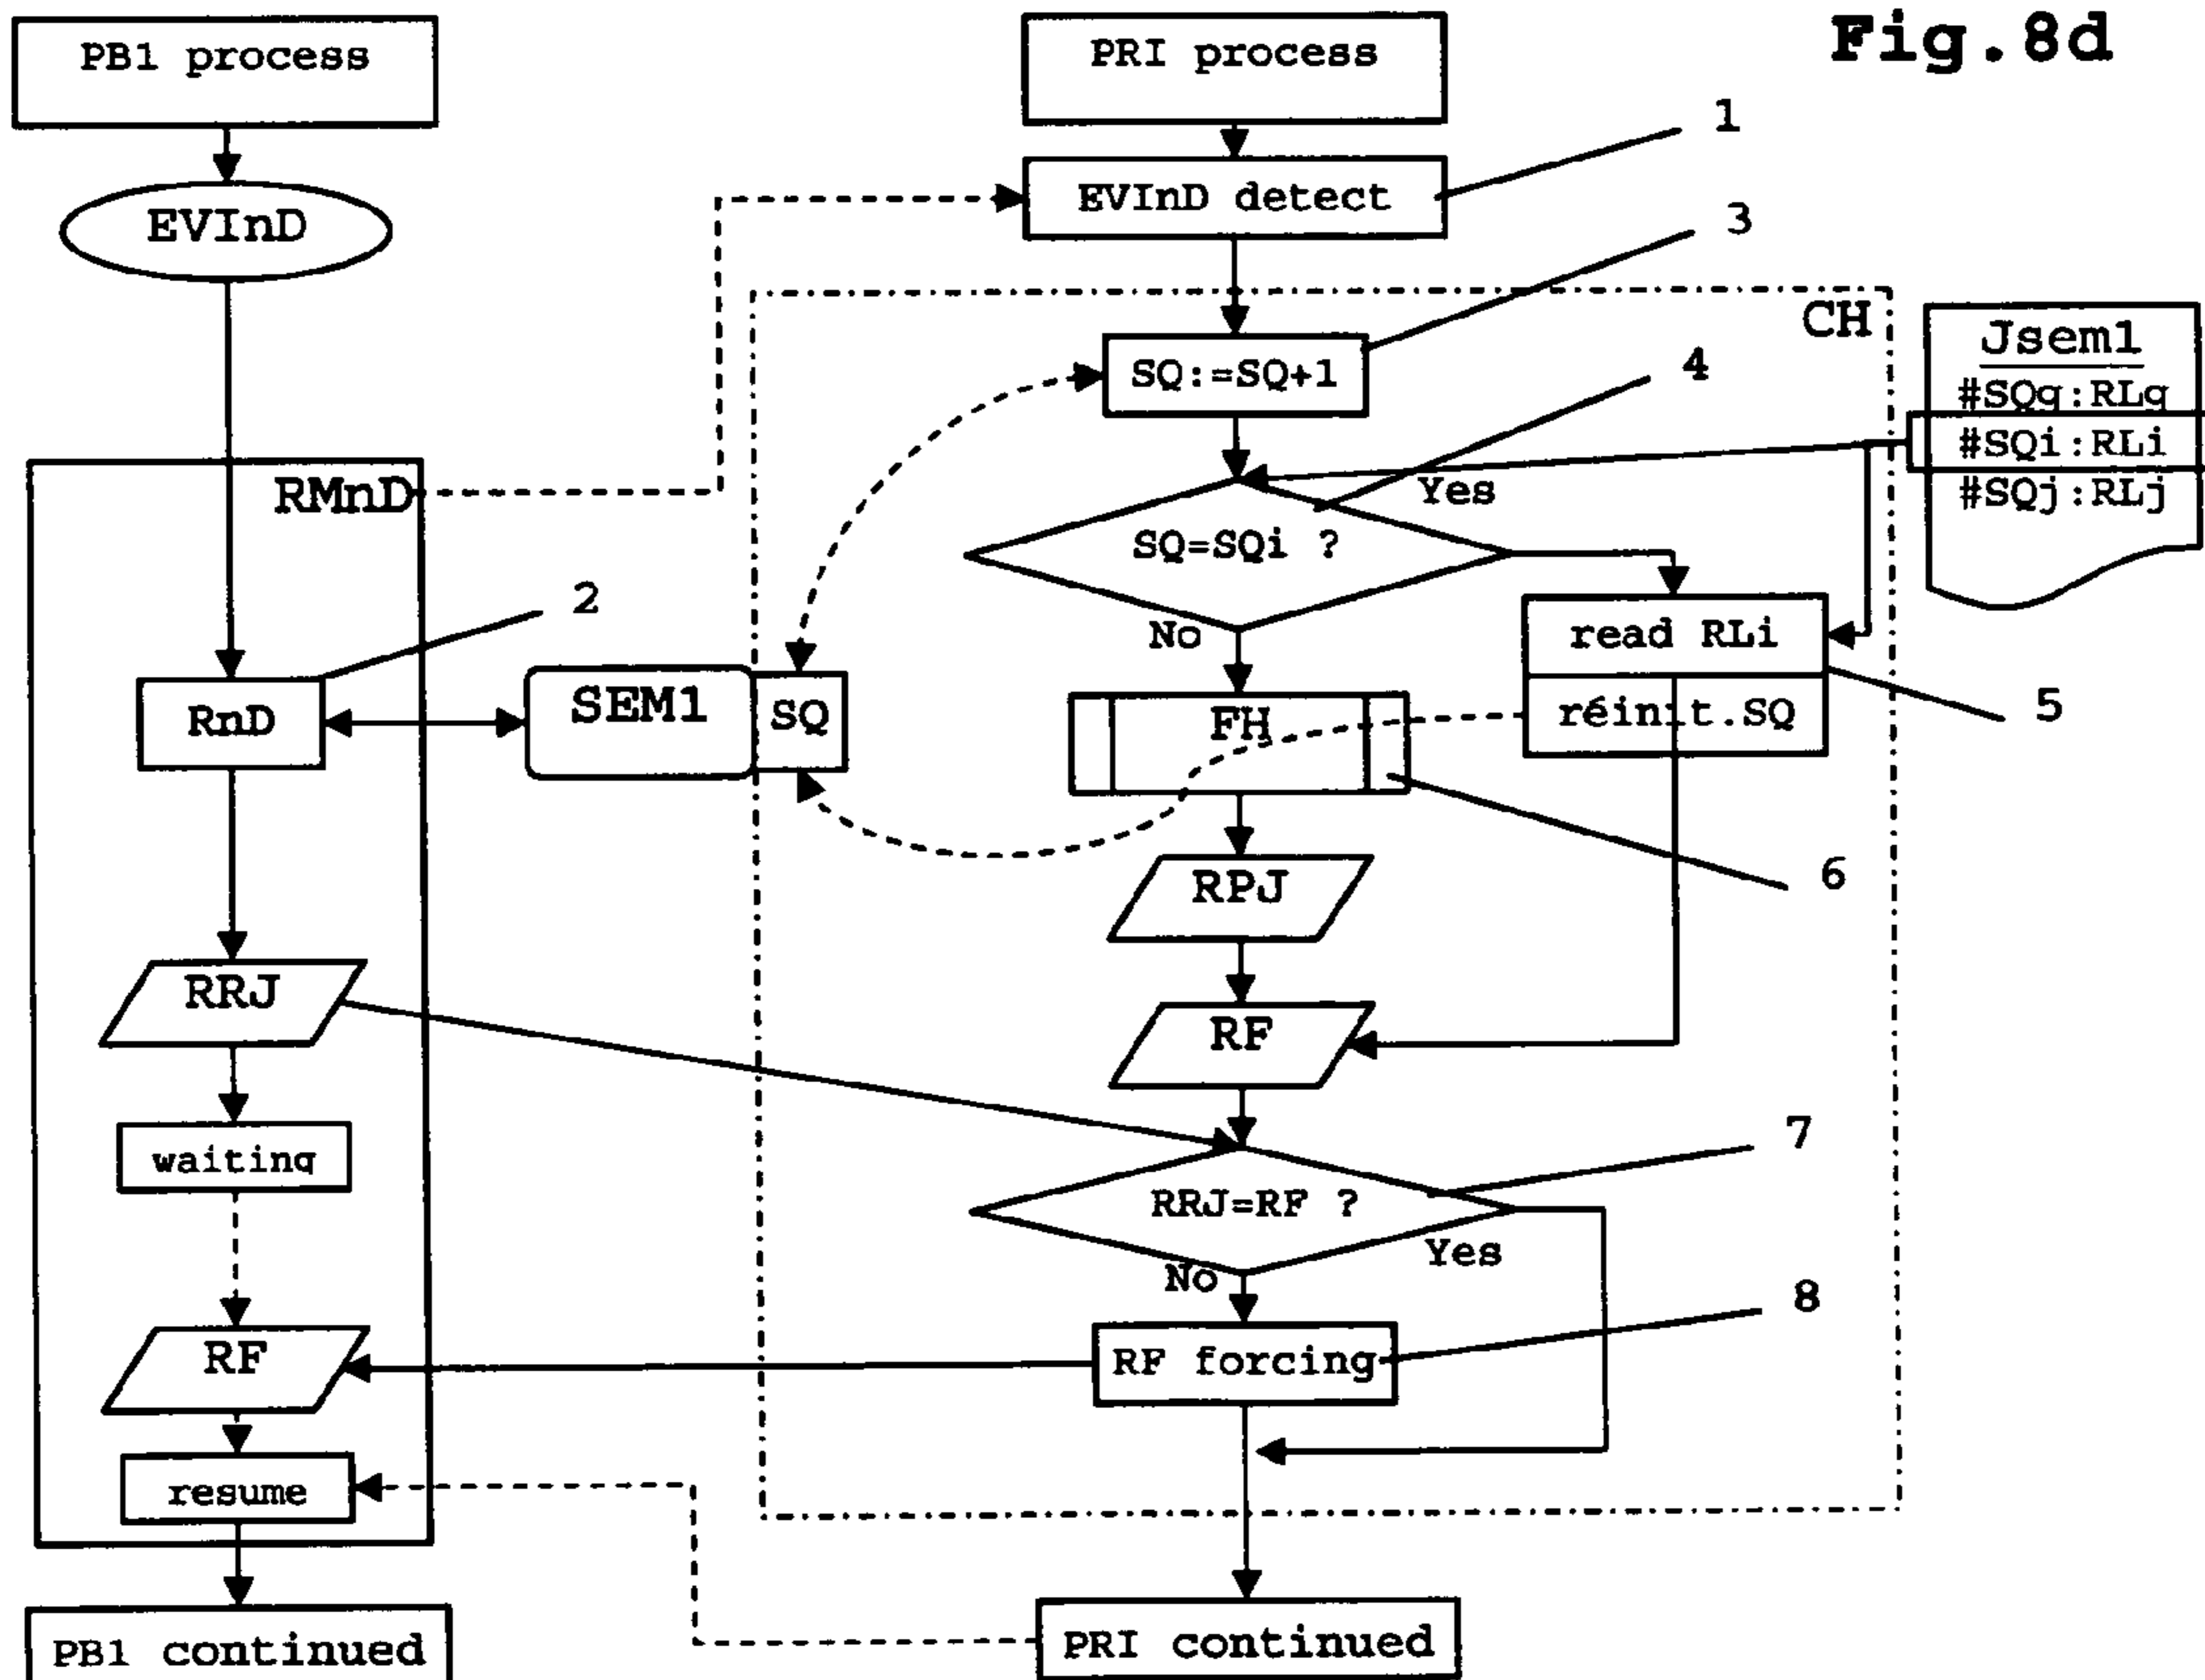 Fig.8d
PB1 process
PRI process
1
EVInD detect
EVInD
3
CH
SQ:=SQ+1
4
Jsem1
#SQq:RLq
#SQi:RLi
#SQj:RLj
RMnD
Yes
SQ=SQi ?
No
2
read RLi
réinit.SQ
5
RnD
SEM1
SQ
FH
6
RPJ
RRJ
RF
waiting
7
RRJ=RF ?
Yes
No
8
RF
RF forcing
resume
PB1 continued
PRI continued